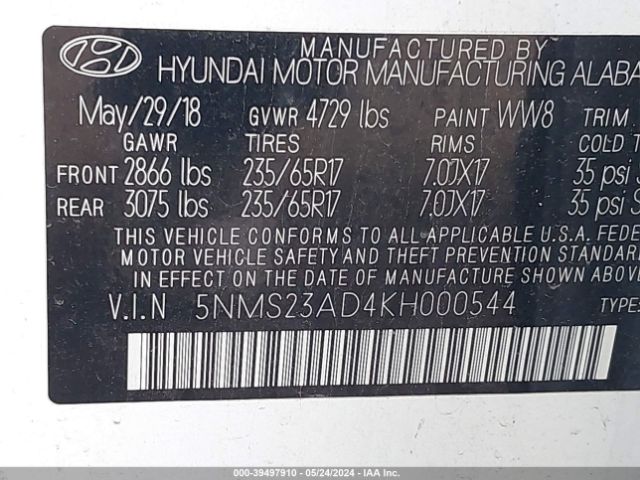 MANUFACTURED BY
HYUNDAI MOTOR MANUFACTURING ALABA
May/29/18 GVWR 4729 lbs PAINT WW8 TRIM
GAWR TIRES RIMS COLD T
FRONT 2866 lbs 235/65R17 7.0JX17 35 psi S
REAR 3075 lbs 235/65R17 7.0JX17 35 psi S
THIS VEHICLE CONFORMS TO ALL APPLICABLE U.S.A. FEDE
MOTOR VEHICLE SAFETY AND THEFT PREVENTION STAN
IN EFFECT ON THE DATE OF MANUFACTURE SHOWN ABOV
V.I.N 5NMS23AD4KH000544 TYPE:
000-39497910 | 05/24/2024 - IAA Inc.